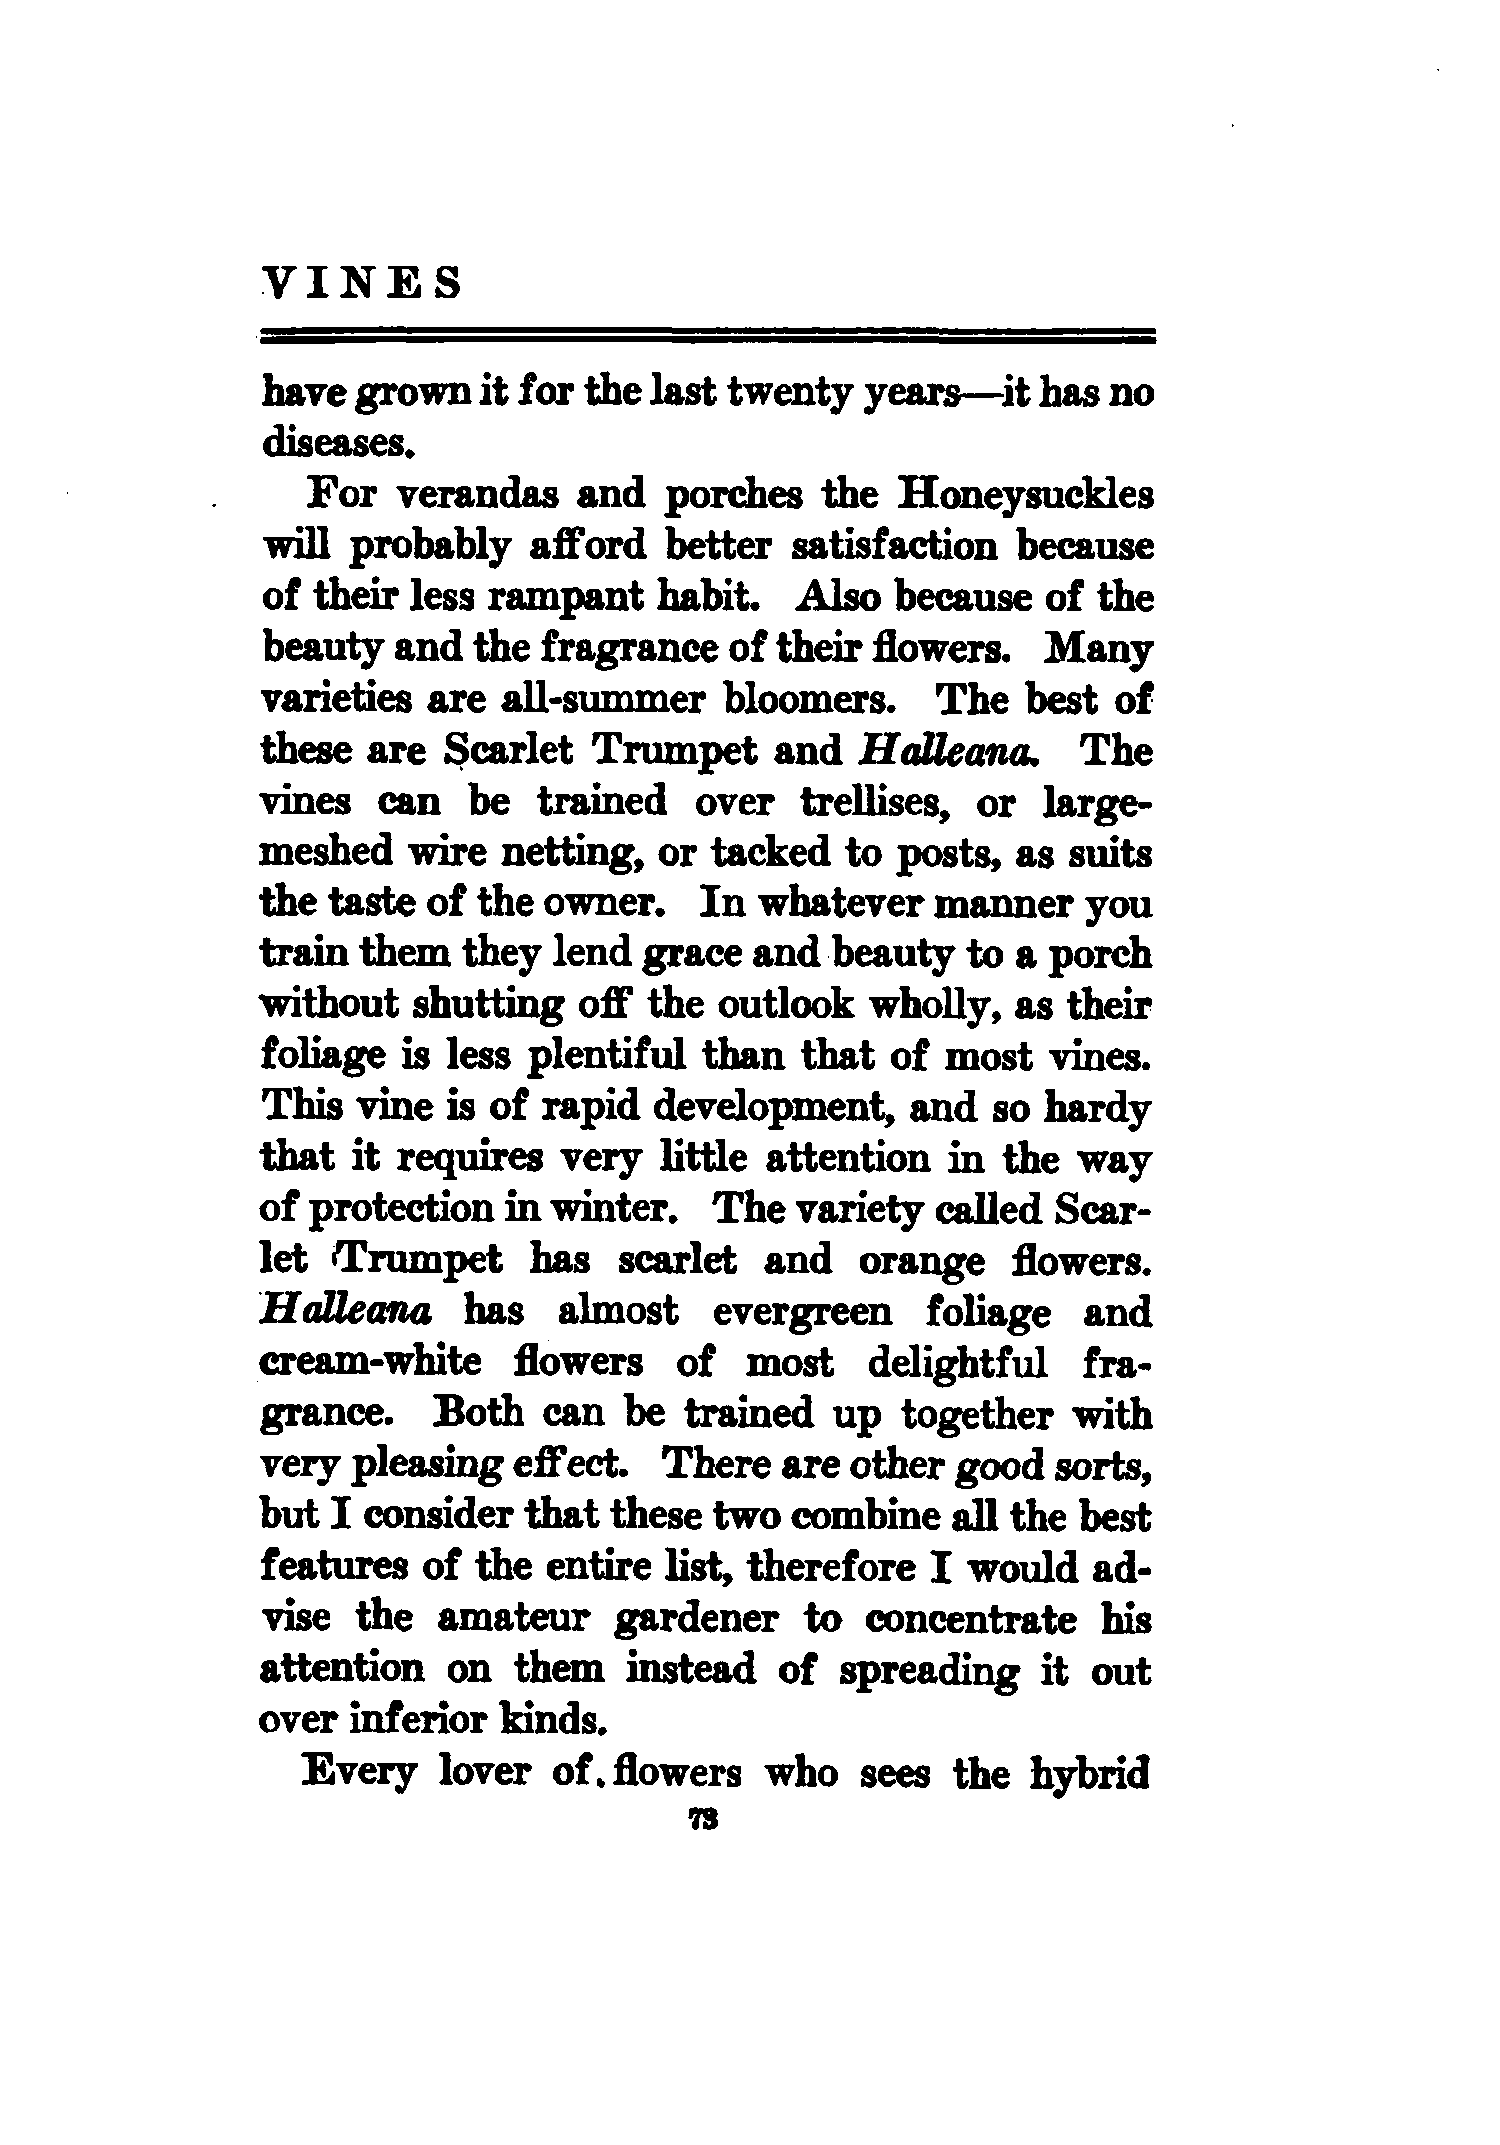 VINES
have grown it for the last twenty years—it has no
diseases.
For verandas and porches the Honeysuckles
will probably afford better satisfaction because
of their less rampant habit. Also because of the
beauty and the fragrance of their flowers. Many
varieties are all-summer bloomers. The best of
these are Scarlet Trumpet and Halleana. The
vines can be trained over trellises, or large-
meshed wire netting, or tacked to posts, as suits
the taste of the owner. In whatever manner you
train them they lend grace and beauty to a porch
without shutting off the outlook wholly, as their
foliage is less plentiful than that of most vines.
This vine is of rapid development, and so hardy
that it requires very little attention in the way
of protection in winter. The variety called Scar-
let Trumpet has scarlet and orange flowers.
Halleana has almost evergreen foliage and
cream-white flowers of most delightful fra-
grance. Both can be trained up together with
very pleasing effect. There are other good sorts,
but I consider that these two combine all the best
features of the entire list, therefore I would ad-
vise the amateur gardener to concentrate his
attention on them instead of spreading it out
over inferior kinds.
Every lover of flowers who sees the hybrid
73